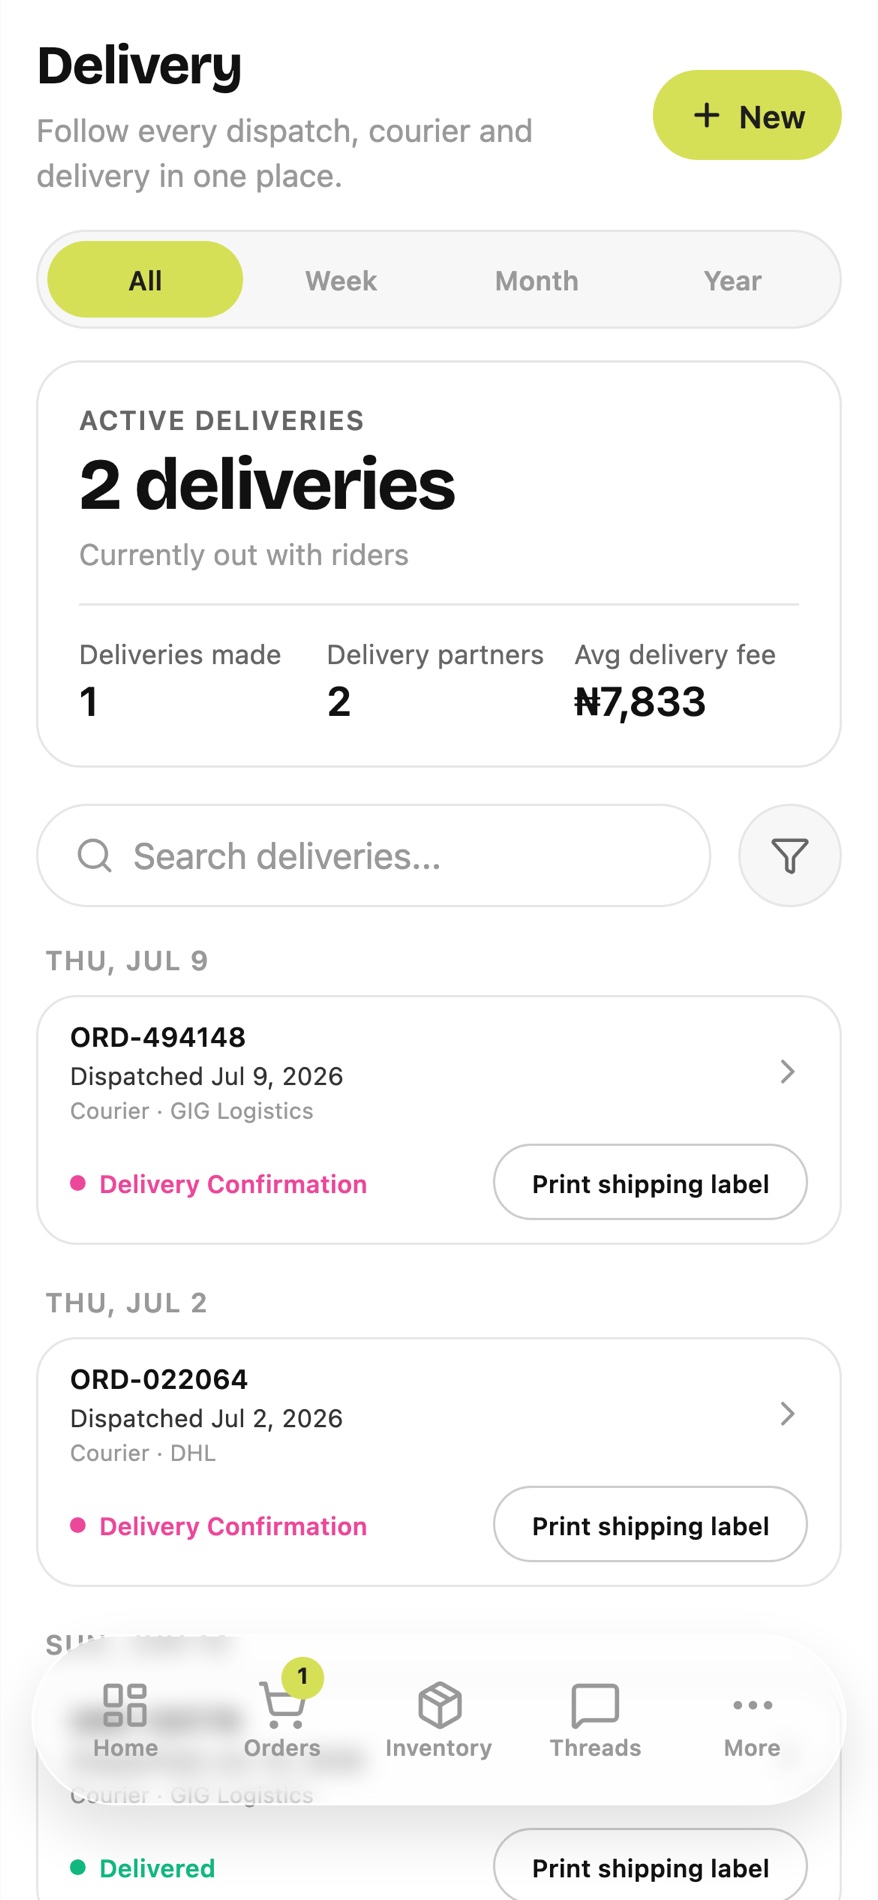 Delivery
Follow every dispatch, courier and
delivery in one place.
+ New
All
Week
Month
Year
ACTIVE DELIVERIES
2 deliveries
Currently out with riders
Deliveries made
Delivery partners
Avg delivery fee
1
2
₦7,833
Search deliveries...
THU, JUL 9
ORD-494148
Dispatched Jul 9, 2026
Courier · GIG Logistics
Delivery Confirmation
Print shipping label
THU, JUL 2
ORD-022064
Dispatched Jul 2, 2026
Courier · DHL
Delivery Confirmation
Print shipping label
1
Home
Orders
Inventory
Threads
More
Courier · GIG Logistics
Delivered
Print shipping label